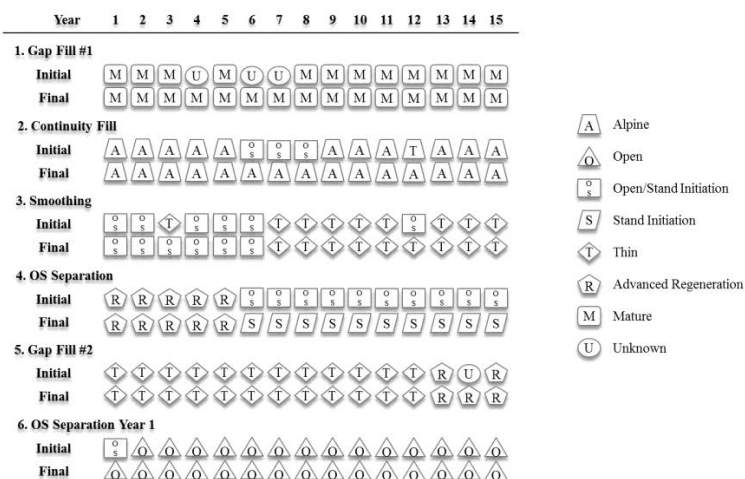 Year 1 2 3 4 5 6 7 8 9 10 11 12 13 14 15
1. Gap Fill #1
Initial M M M U M U U M M M M M M M M
Final M M M M M M M M M M M M M M M
2. Continuity Fill
Initial A A A A A O S O S O S A A A T A A A
Final A A A A A A A A A A A A A A A
3. Smoothing
Initial O S O S T O S O S O S T T T T T O S T T T
Final O S O S O S O S O S O S T T T T T T T T T
4. OS Separation
Initial R R R R R O S O S O S O S O S O S O S O S O S O S
Final R R R R R S S S S S S S S S S
5. Gap Fill #2
Initial T T T T T T T T T T T T R U R
Final T T T T T T T T T T T T R R R
6. OS Separation Year 1
Initial O S O O O O O O O O O O O O O O
Final O O O O O O O O O O O O O O O
A Alpine
O Open
O S Open/Stand Initiation
S Stand Initiation
T Thin
R Advanced Regeneration
M Mature
U Unknown